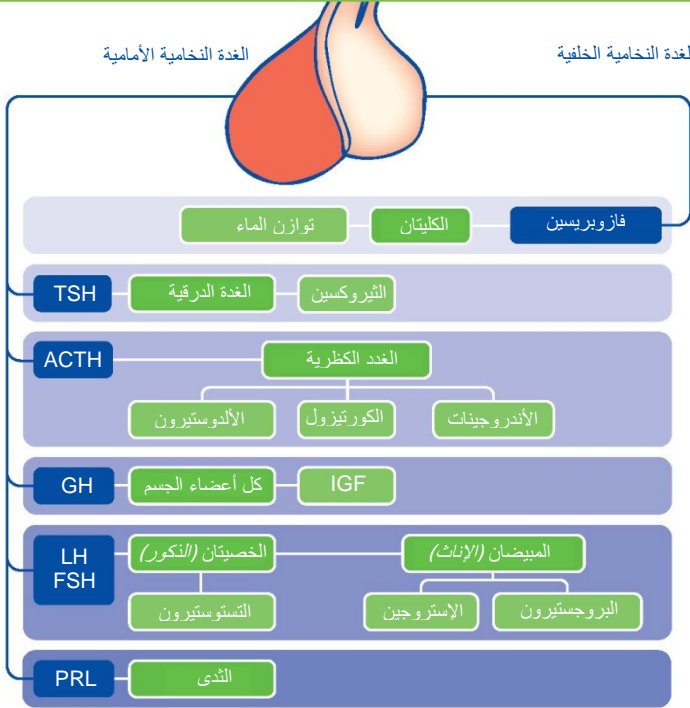 الغدة النخامية الخلفية
الغدة النخامية الأمامية
فازوبريسين
الكليتان
توازن الماء
TSH
الغدة الدرقية
الثيروكسين
ACTH
الغدد الكظرية
الأندروجينات
الكورتيزول
الألدوستيرون
GH
كل أعضاء الجسم
IGF
LH
FSH
الخصيتان (الذكور)
المبيضان (الإناث)
التستوستيرون
الإستروجين
البروجستيرون
PRL
الثدى